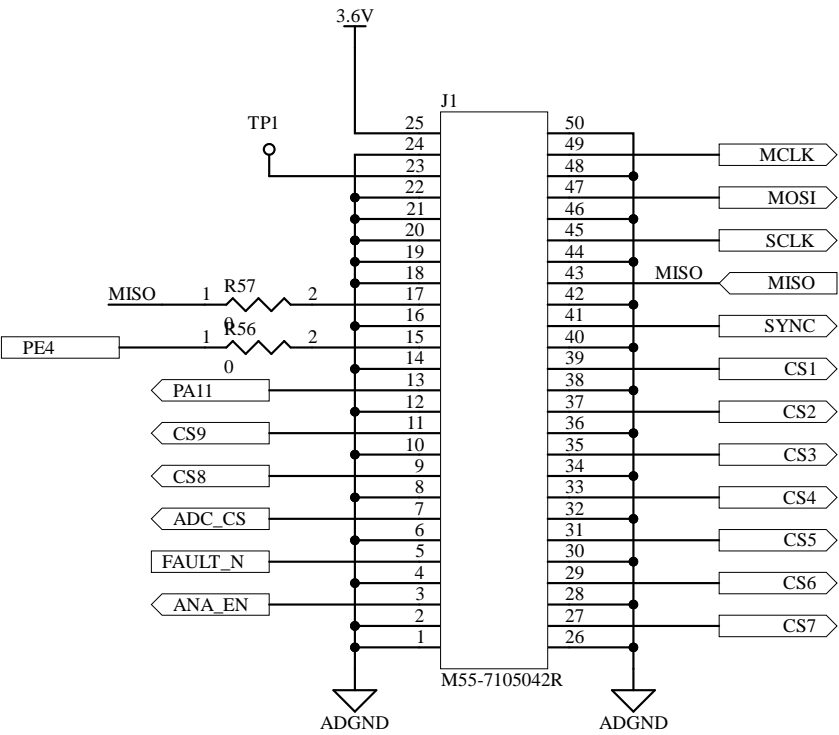 3.6V
J1
TP1
25 50
24 49 MCLK
23 48
22 47 MOSI
21 46
20 45 SCLK
19 44
18 43 MISO MISO
MISO 1 R57 2 17 42
0
16 41 SYNC
PE4 1 R56 2 15 40
0
14 39 CS1
PA11 13 38
12 37 CS2
CS9 11 36
10 35 CS3
CS8 9 34
8 33 CS4
ADC_CS 7 32
6 31 CS5
FAULT_N 5 30
4 29 CS6
ANA_EN 3 28
2 27 CS7
1 26
M55-7105042R
ADGND ADGND